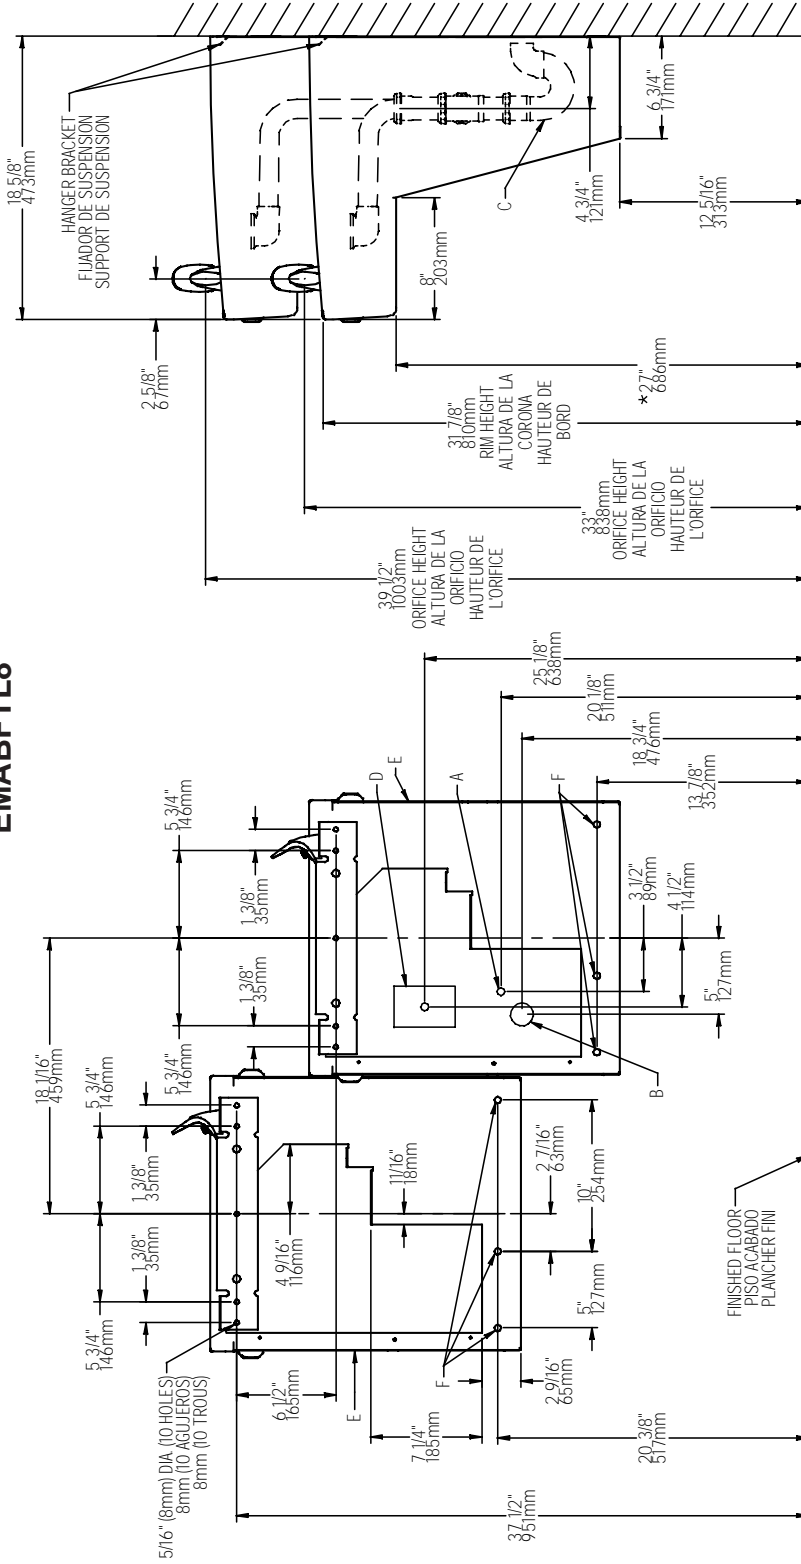 EMABFTL8
18 5/8"
473mm
HANGER BRACKET
FIJADOR DE SUSPENSION
SUPPORT DE SUSPENSION
2 5/8"
67mm
8"
203mm
C
4 3/4"
121mm
6 3/4"
171mm
12 5/16"
313mm
*27"
686mm
31 7/8"
810mm
RIM HEIGHT
ALTURA DE LA
CORONA
HAUTEUR DE
BORD
33"
838mm
ORIFICE HEIGHT
ALTURA DE LA
ORIFICIO
HAUTEUR DE
L'ORIFICE
39 1/2"
1003mm
ORIFICE HEIGHT
ALTURA DE LA
ORIFICIO
HAUTEUR DE
L'ORIFICE
18 1/16"
459mm
5 3/4"
146mm
1 3/8"
35mm
1 3/8"
35mm
5 3/4"
146mm
D
A
E
F
B
25 1/8"
638mm
20 1/8"
511mm
18 3/4"
476mm
13 7/8"
352mm
3 1/2"
89mm
4 1/2"
114mm
5"
127mm
5 3/4"
146mm
1 3/8"
35mm
1 3/8"
35mm
5 3/4"
146mm
5/16" (8mm) DIA. (10 HOLES)
8mm (10 AGUJEROS)
8mm (10 TROUS)
4 9/16"
116mm
11/16"
18mm
2 7/16"
63mm
10"
254mm
5"
127mm
6 1/2"
165mm
E
F
7 1/4"
185mm
2 9/16"
65mm
20 3/8"
517mm
37 1/2"
951mm
FINISHED FLOOR
PISO ACABADO
PLANCHER FINI